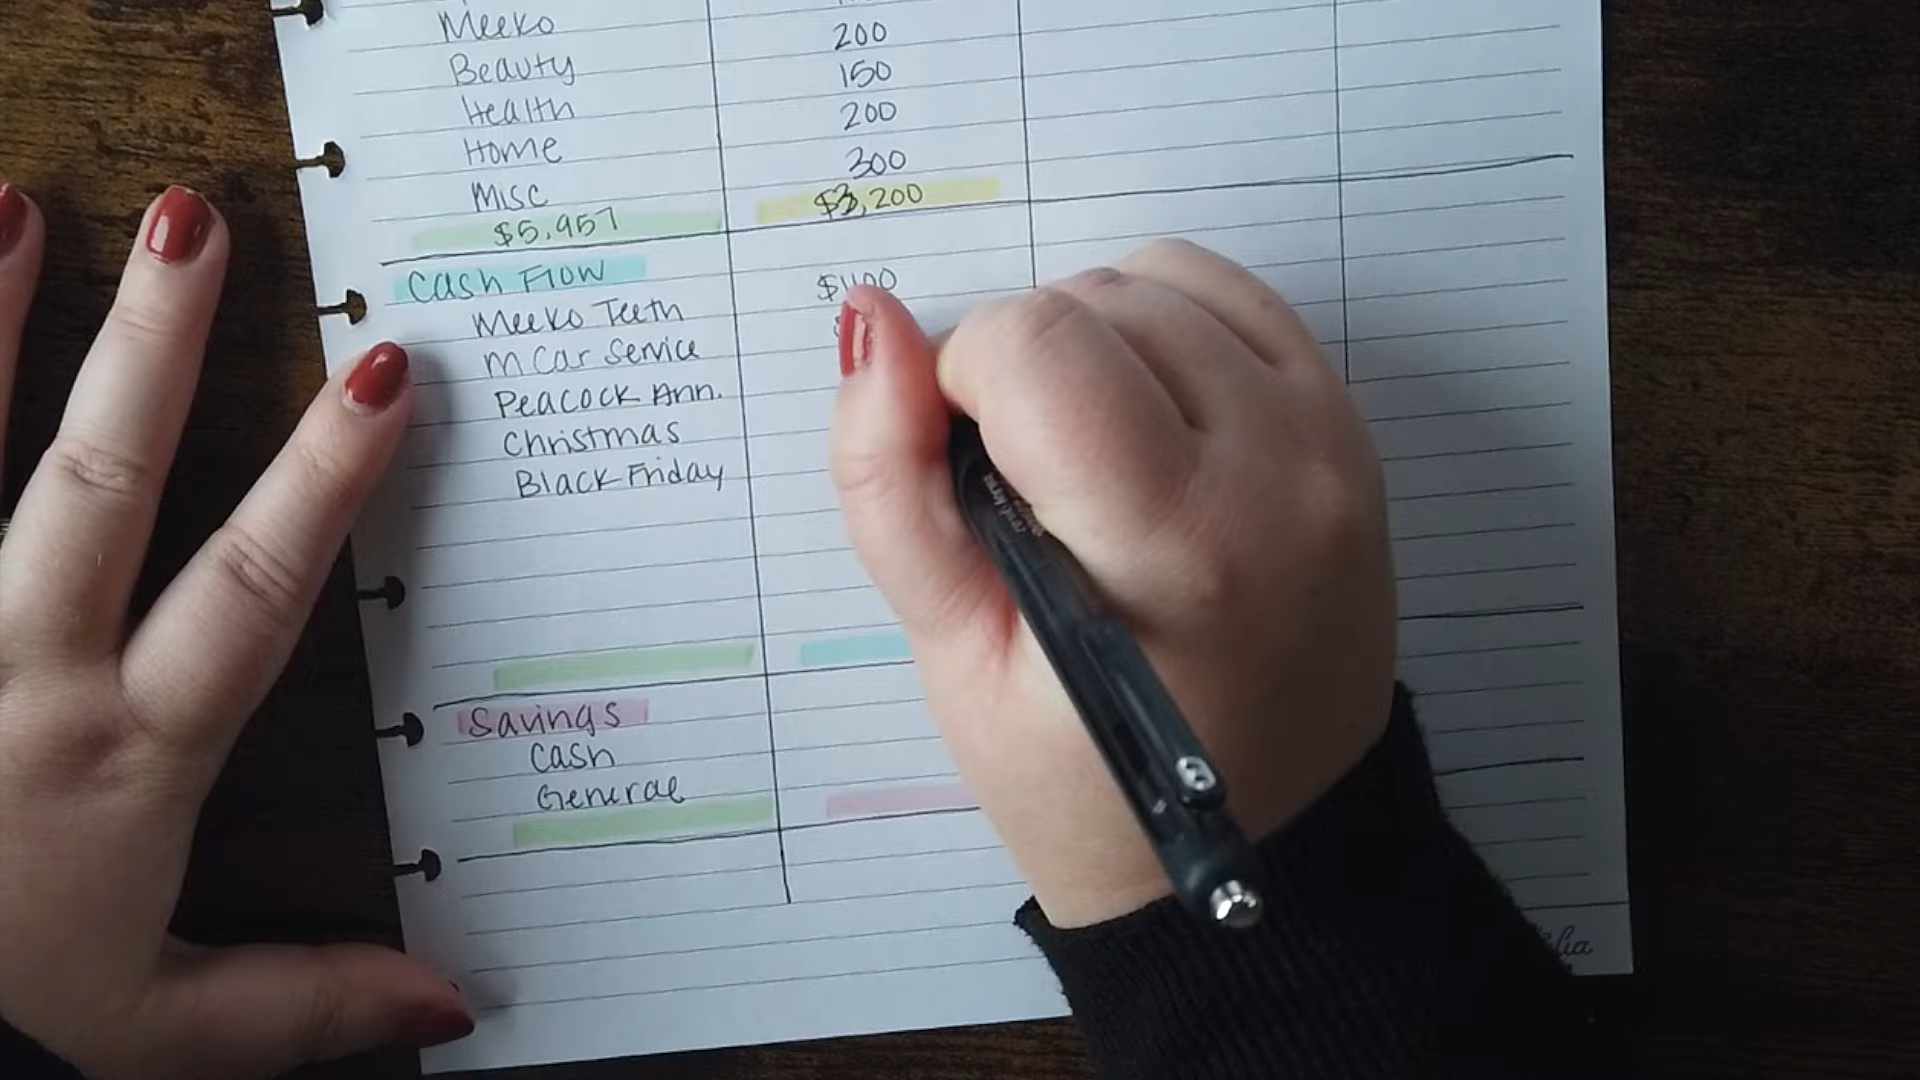 Meeko 200
Beauty 150
Health 200
Home 300
Misc $3,200
$5,957
Cash Flow $1100
Meeko Teeth
M Car Service
Peacock Ann.
Christmas
Black Friday
Savings
Cash
General